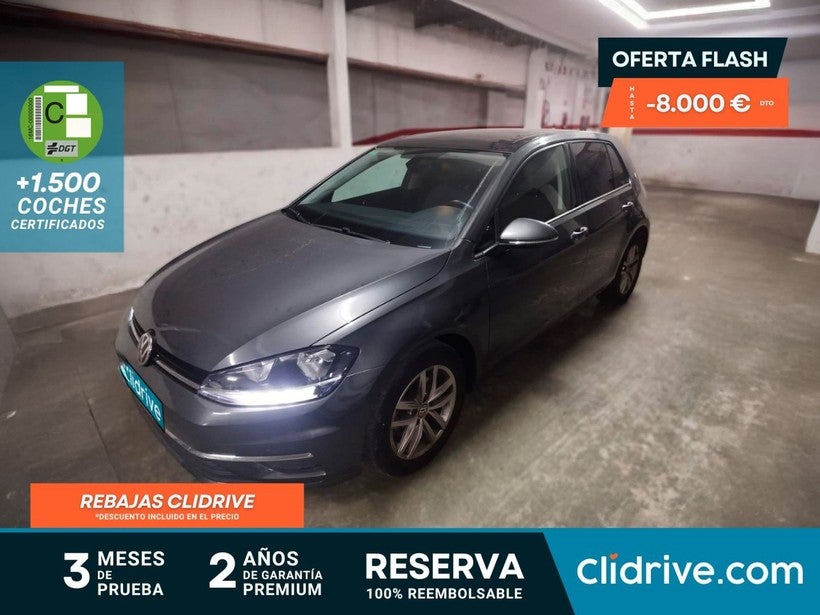 OFERTA FLASH
HASTA
-8.000 € DTO
C
DGT
+1.500
COCHES
CERTIFICADOS
Clidrive
REBAJAS CLIDRIVE
*DESCUENTO INCLUIDO EN EL PRECIO
3 MESES DE PRUEBA
2 AÑOS DE GARANTÍA PREMIUM
RESERVA
100% REEMBOLSABLE
Clidrive.com